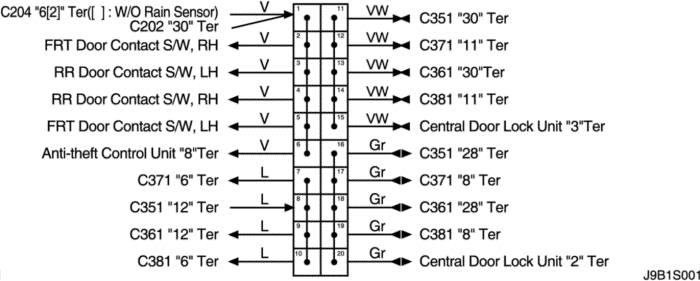 C204 "6[2]" Ter([ ] : W/O Rain Sensor) V 1 11 VW C351 "30" Ter
C202 "30" Ter
FRT Door Contact S/W, RH V 2 12 VW C371 "11" Ter
RR Door Contact S/W, LH V 3 13 VW C361 "30"Ter
RR Door Contact S/W, RH V 4 14 VW C381 "11" Ter
FRT Door Contact S/W, LH V 5 15 VW Central Door Lock Unit "3"Ter
Anti-theft Control Unit "8"Ter V 6 16 Gr C351 "28" Ter
C371 "6" Ter L 7 17 Gr C371 "8" Ter
C351 "12" Ter L 8 18 Gr C361 "28" Ter
C361 "12" Ter L 9 19 Gr C381 "8" Ter
C381 "6" Ter L 10 20 Gr Central Door Lock Unit "2" Ter
J9B1S001